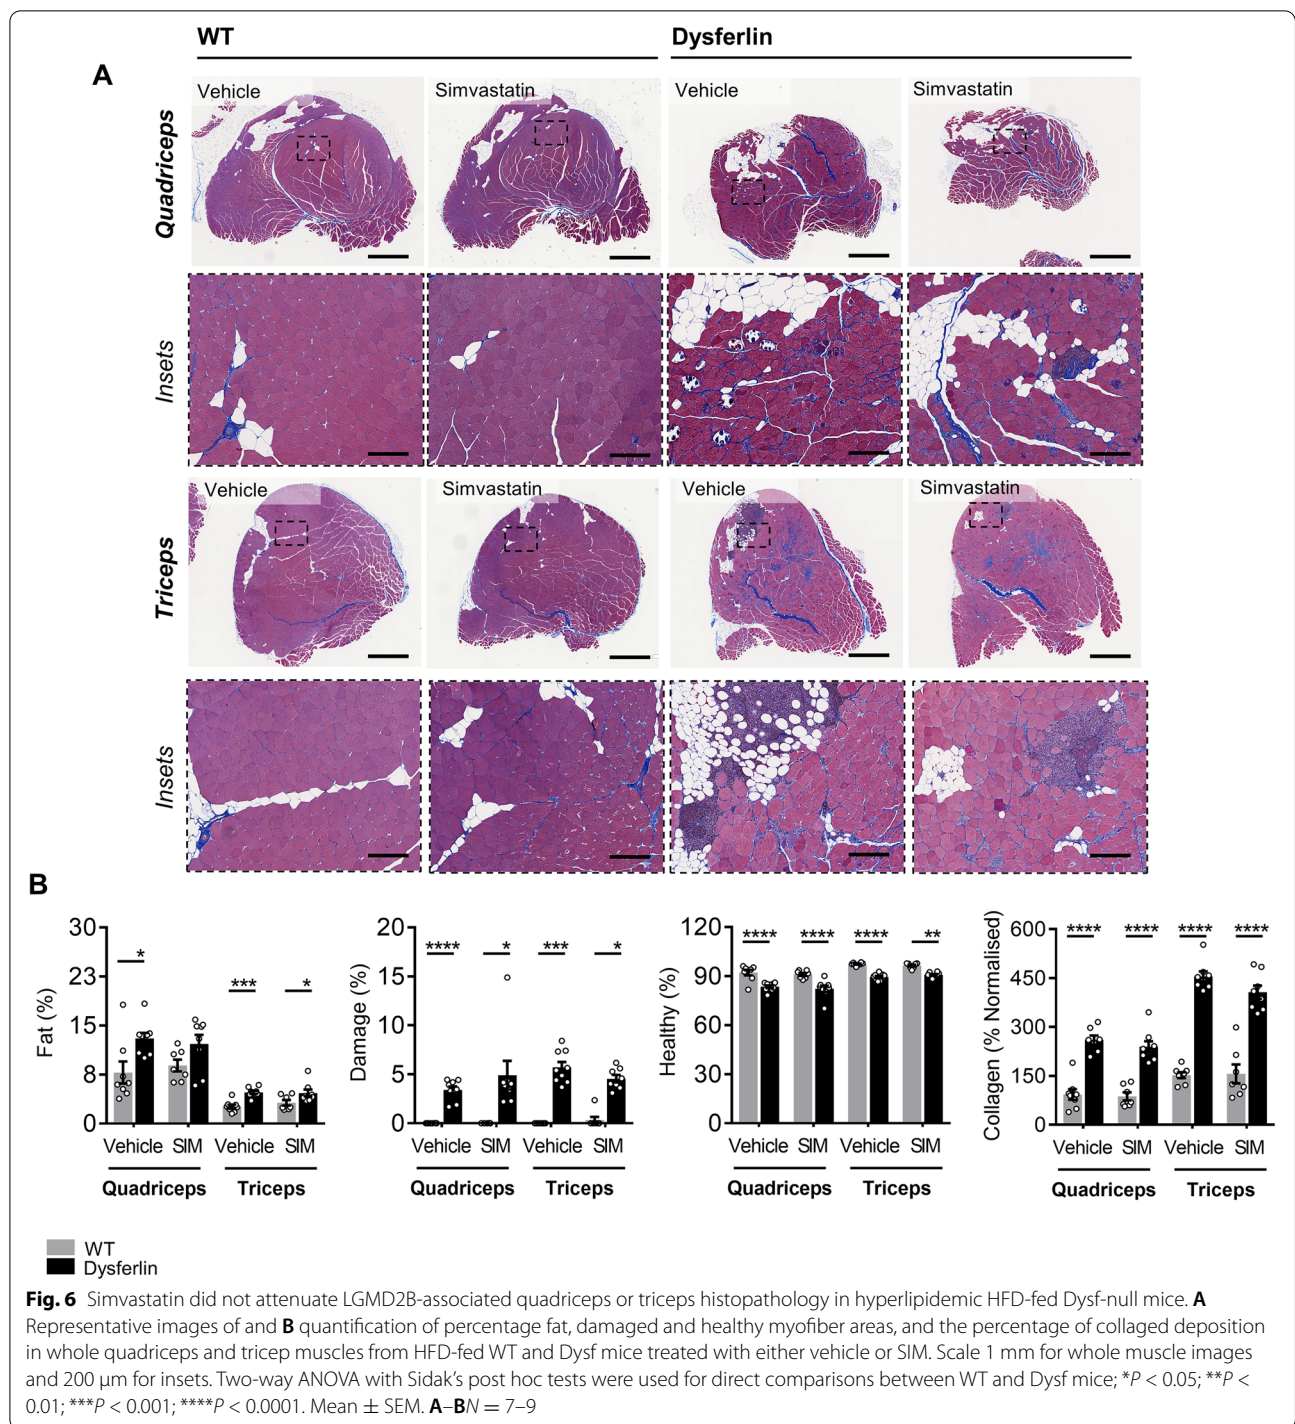 WT Dysferlin
A
Quadriceps
Vehicle Simvastatin Vehicle Simvastatin
Insets
Triceps
Vehicle Simvastatin Vehicle Simvastatin
Insets
B
Fat (%)
30
23
15
8
0
*
***
*
Vehicle SIM Vehicle SIM
Quadriceps Triceps
Damage (%)
20
15
10
5
0
****
*
***
*
Vehicle SIM Vehicle SIM
Quadriceps Triceps
Healthy (%)
120
90
60
30
0
****
****
****
**
Vehicle SIM Vehicle SIM
Quadriceps Triceps
Collagen (% Normalised)
600
450
300
150
0
****
****
****
****
Vehicle SIM Vehicle SIM
Quadriceps Triceps
WT
Dysferlin
Fig. 6 Simvastatin did not attenuate LGMD2B-associated quadriceps or triceps histopathology in hyperlipidemic HFD-fed Dysf-null mice. A
Representative images of and B quantification of percentage fat, damaged and healthy myofiber areas, and the percentage of collaged deposition
in whole quadriceps and tricep muscles from HFD-fed WT and Dysf mice treated with either vehicle or SIM. Scale 1 mm for whole muscle images
and 200 μm for insets. Two-way ANOVA with Sidak's post hoc tests were used for direct comparisons between WT and Dysf mice; *P < 0.05; **P <
0.01; ***P < 0.001; ****P < 0.0001. Mean ± SEM. A–BN = 7–9